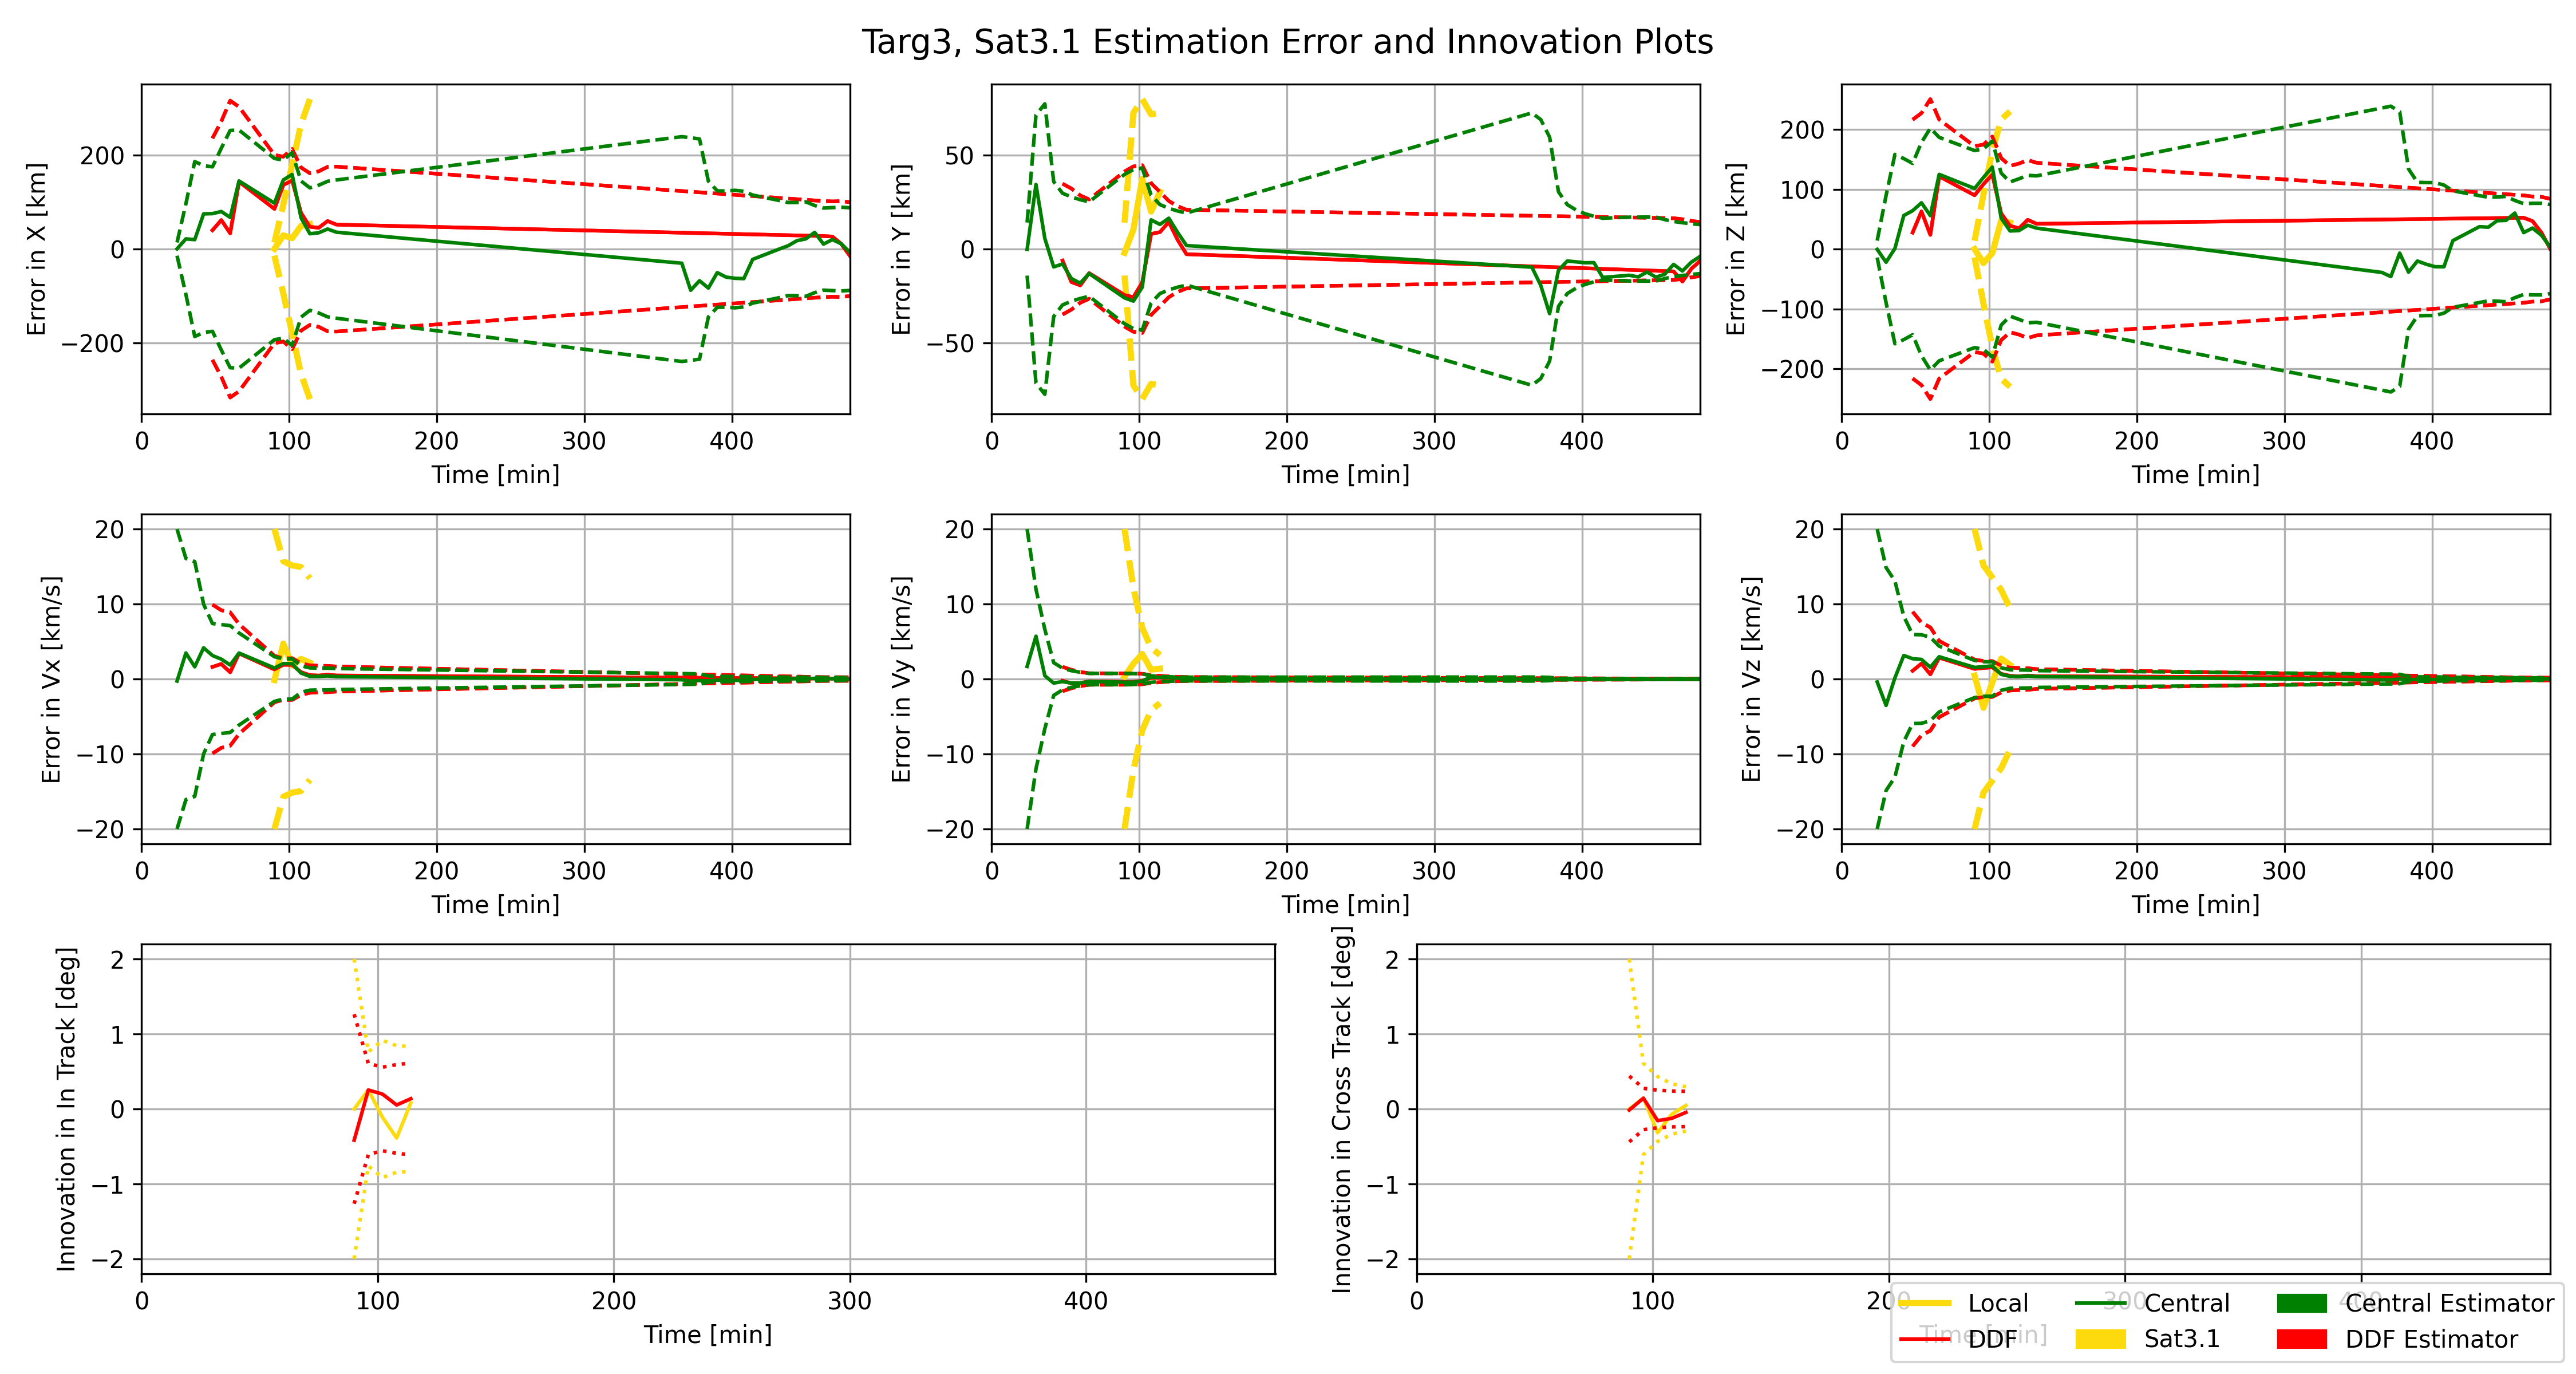 Targ3, Sat3.1 Estimation Error and Innovation Plots
Error in X [km]
200
0
−200
0 100 200 300 400
Time [min]
Error in Y [km]
50
0
−50
0 100 200 300 400
Time [min]
Error in Z [km]
200
100
0
−100
−200
0 100 200 300 400
Time [min]
Error in Vx [km/s]
20
10
0
−10
−20
0 100 200 300 400
Time [min]
Error in Vy [km/s]
20
10
0
−10
−20
0 100 200 300 400
Time [min]
Error in Vz [km/s]
20
10
0
−10
−20
0 100 200 300 400
Time [min]
Innovation in In Track [deg]
2
1
0
−1
−2
0 100 200 300 400
Time [min]
Innovation in Cross Track [deg]
2
1
0
−1
−2
0 100 200 300 400
Time [min]
Local Central Central Estimator
DDF Sat3.1 DDF Estimator